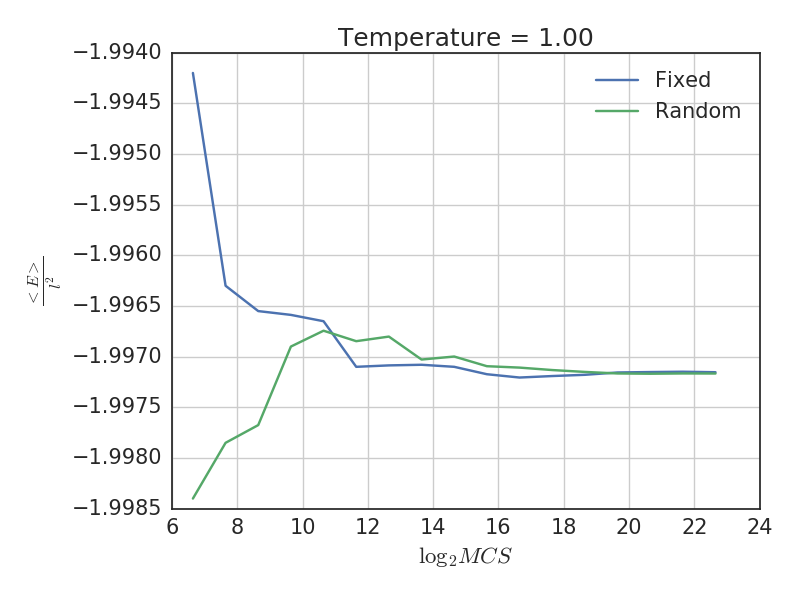 Temperature = 1.00
−1.9940
−1.9945
−1.9950
−1.9955
−1.9960
−1.9965
−1.9970
−1.9975
−1.9980
−1.9985
<E>
l²
Fixed
Random
6 8 10 12 14 16 18 20 22 24
log₂MCS